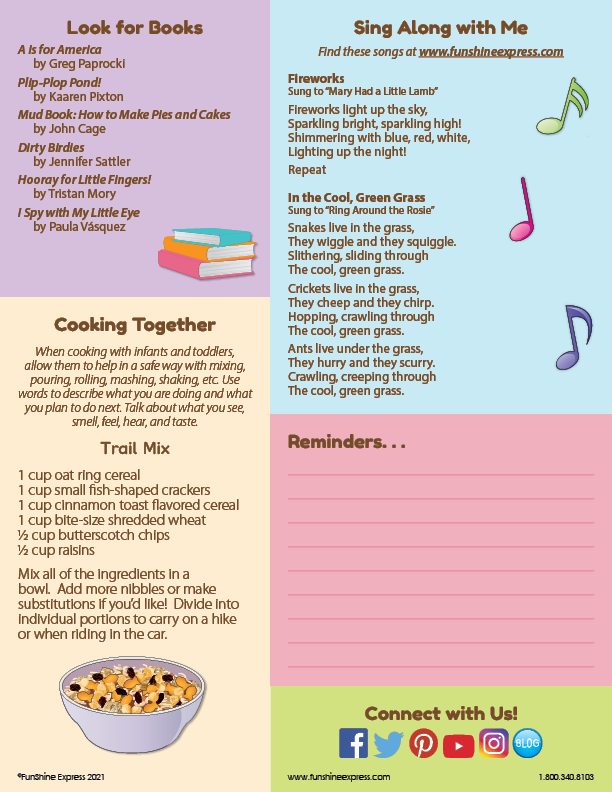 Look for Books
A is for America
by Greg Paprocki
Plip-Plop Pond!
by Kaaren Pixton
Mud Book: How to Make Pies and Cakes
by John Cage
Dirty Birdies
by Jennifer Sattler
Hooray for Little Fingers!
by Tristan Mory
I Spy with My Little Eye
by Paula Vásquez
Cooking Together
When cooking with infants and toddlers,
allow them to help in a safe way with mixing,
pouring, rolling, mashing, shaking, etc. Use
words to describe what you are doing and what
you plan to do next. Talk about what you see,
smell, feel, hear, and taste.
Trail Mix
1 cup oat ring cereal
1 cup small fish-shaped crackers
1 cup cinnamon toast flavored cereal
1 cup bite-size shredded wheat
½ cup butterscotch chips
½ cup raisins
Mix all of the ingredients in a
bowl. Add more nibbles or make
substitutions if you'd like! Divide into
individual portions to carry on a hike
or when riding in the car.
©FunShine Express 2021
Sing Along with Me
Find these songs at www.funshineexpress.com
Fireworks
Sung to “Mary Had a Little Lamb”
Fireworks light up the sky,
Sparkling bright, sparkling high!
Shimmering with blue, red, white,
Lighting up the night!
Repeat
In the Cool, Green Grass
Sung to “Ring Around the Rosie”
Snakes live in the grass,
They wiggle and they squiggle.
Slithering, sliding through
The cool, green grass.
Crickets live in the grass,
They cheep and they chirp.
Hopping, crawling through
The cool, green grass.
Ants live under the grass,
They hurry and they scurry.
Crawling, creeping through
The cool, green grass.
Reminders. . .
Connect with Us!
BLOG
www.funshineexpress.com
1.800.340.8103